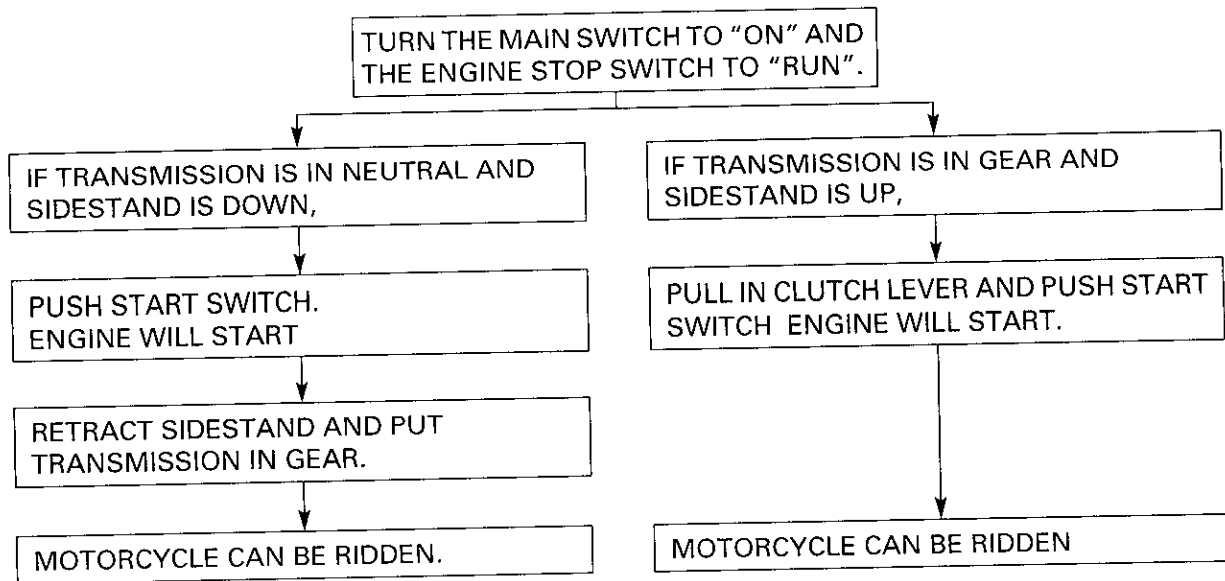 TURN THE MAIN SWITCH TO “ON” AND
THE ENGINE STOP SWITCH TO “RUN”.
IF TRANSMISSION IS IN NEUTRAL AND
SIDESTAND IS DOWN,
PUSH START SWITCH.
ENGINE WILL START
RETRACT SIDESTAND AND PUT
TRANSMISSION IN GEAR.
MOTORCYCLE CAN BE RIDDEN.
IF TRANSMISSION IS IN GEAR AND
SIDESTAND IS UP,
PULL IN CLUTCH LEVER AND PUSH START
SWITCH ENGINE WILL START.
MOTORCYCLE CAN BE RIDDEN